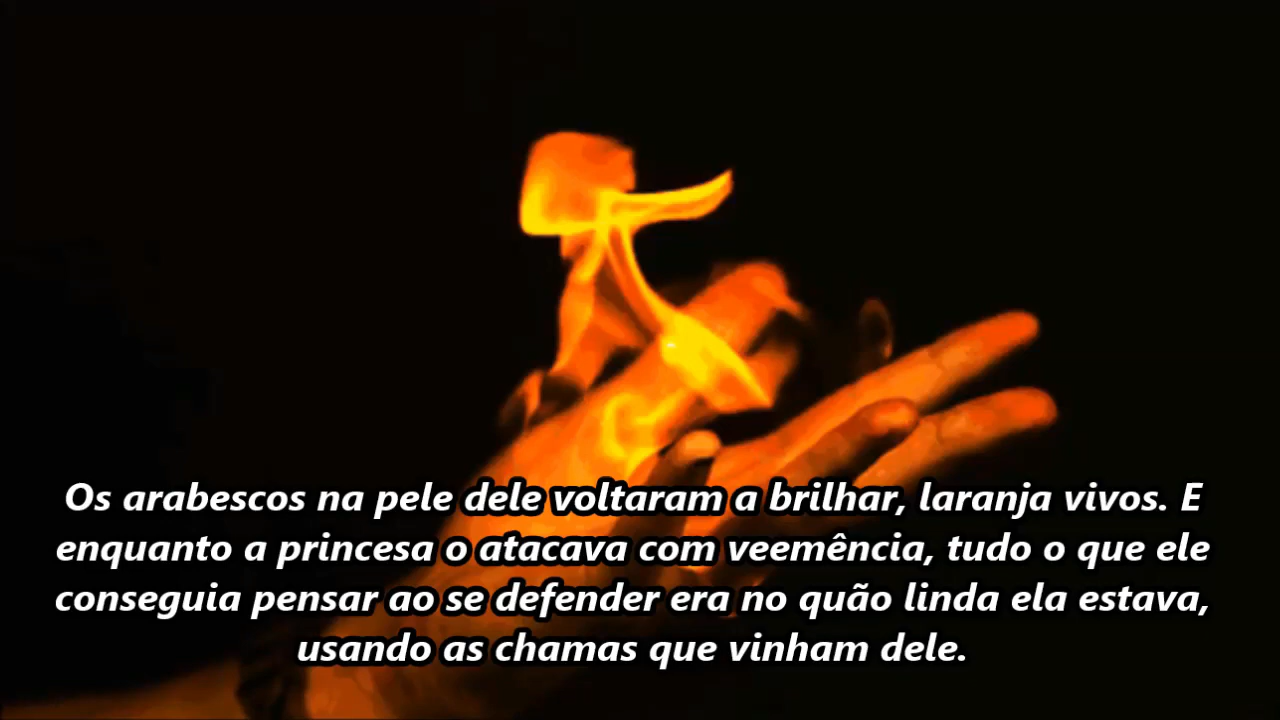 Os arabescos na pele dele voltaram a brilhar, laranja vivos. E
enquanto a princesa o atacava com veemência, tudo o que ele
conseguia pensar ao se defender era no quão linda ela estava,
usando as chamas que vinham dele.